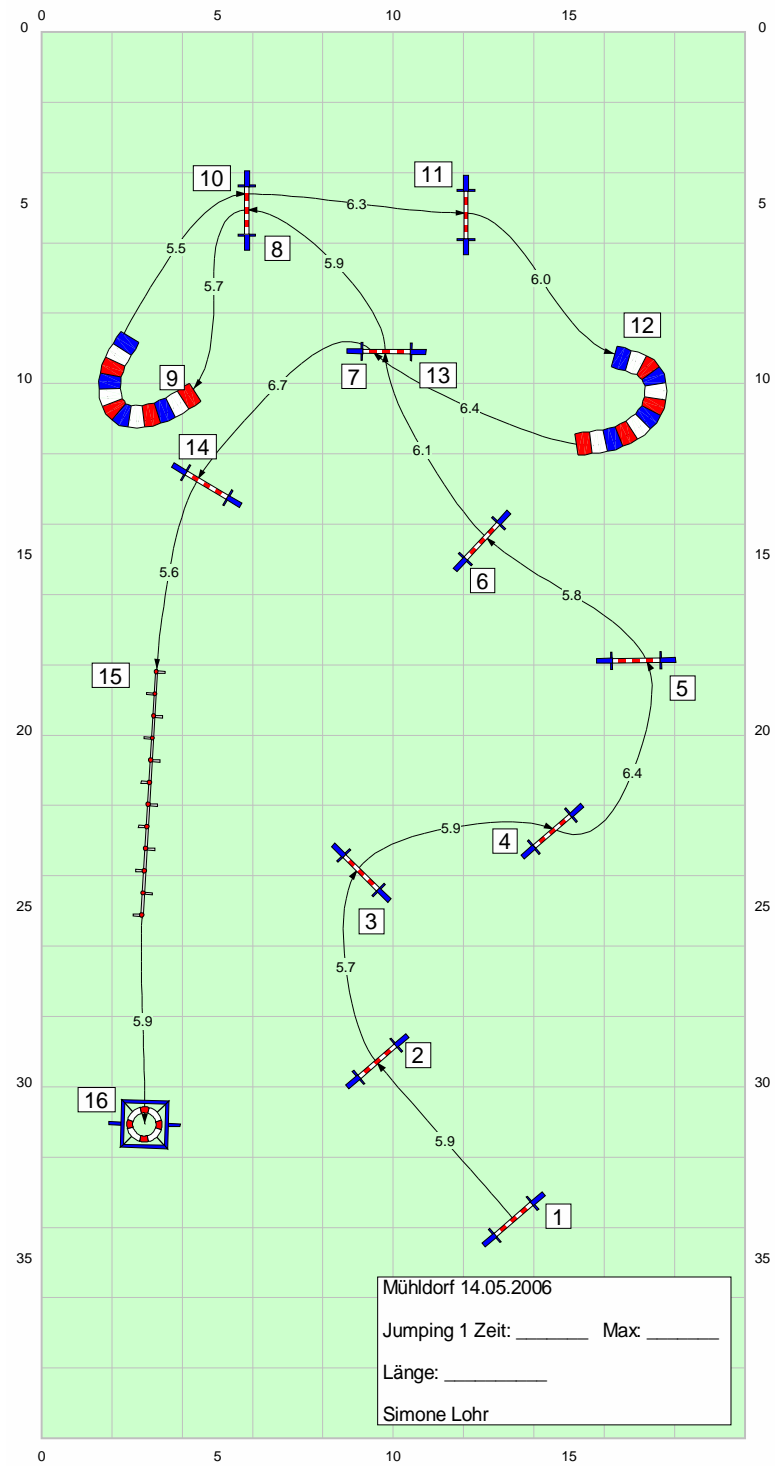 0 5 10 15
0 0
10 11
5 5
6.3
5.5 8 5.9
5.7 6.0
12
9 7 13
10 10
6.7 6.4
14 6.1
15 6 15
5.6 5.8
15 5
20 20
6.4
5.9 4
3
25 25
5.7
5.9 2
30 30
16
5.9
1
35 35
Mühldorf 14.05.2006
Jumping 1 Zeit: _______ Max: _______
Länge: __________
Simone Lohr
0 5 10 15